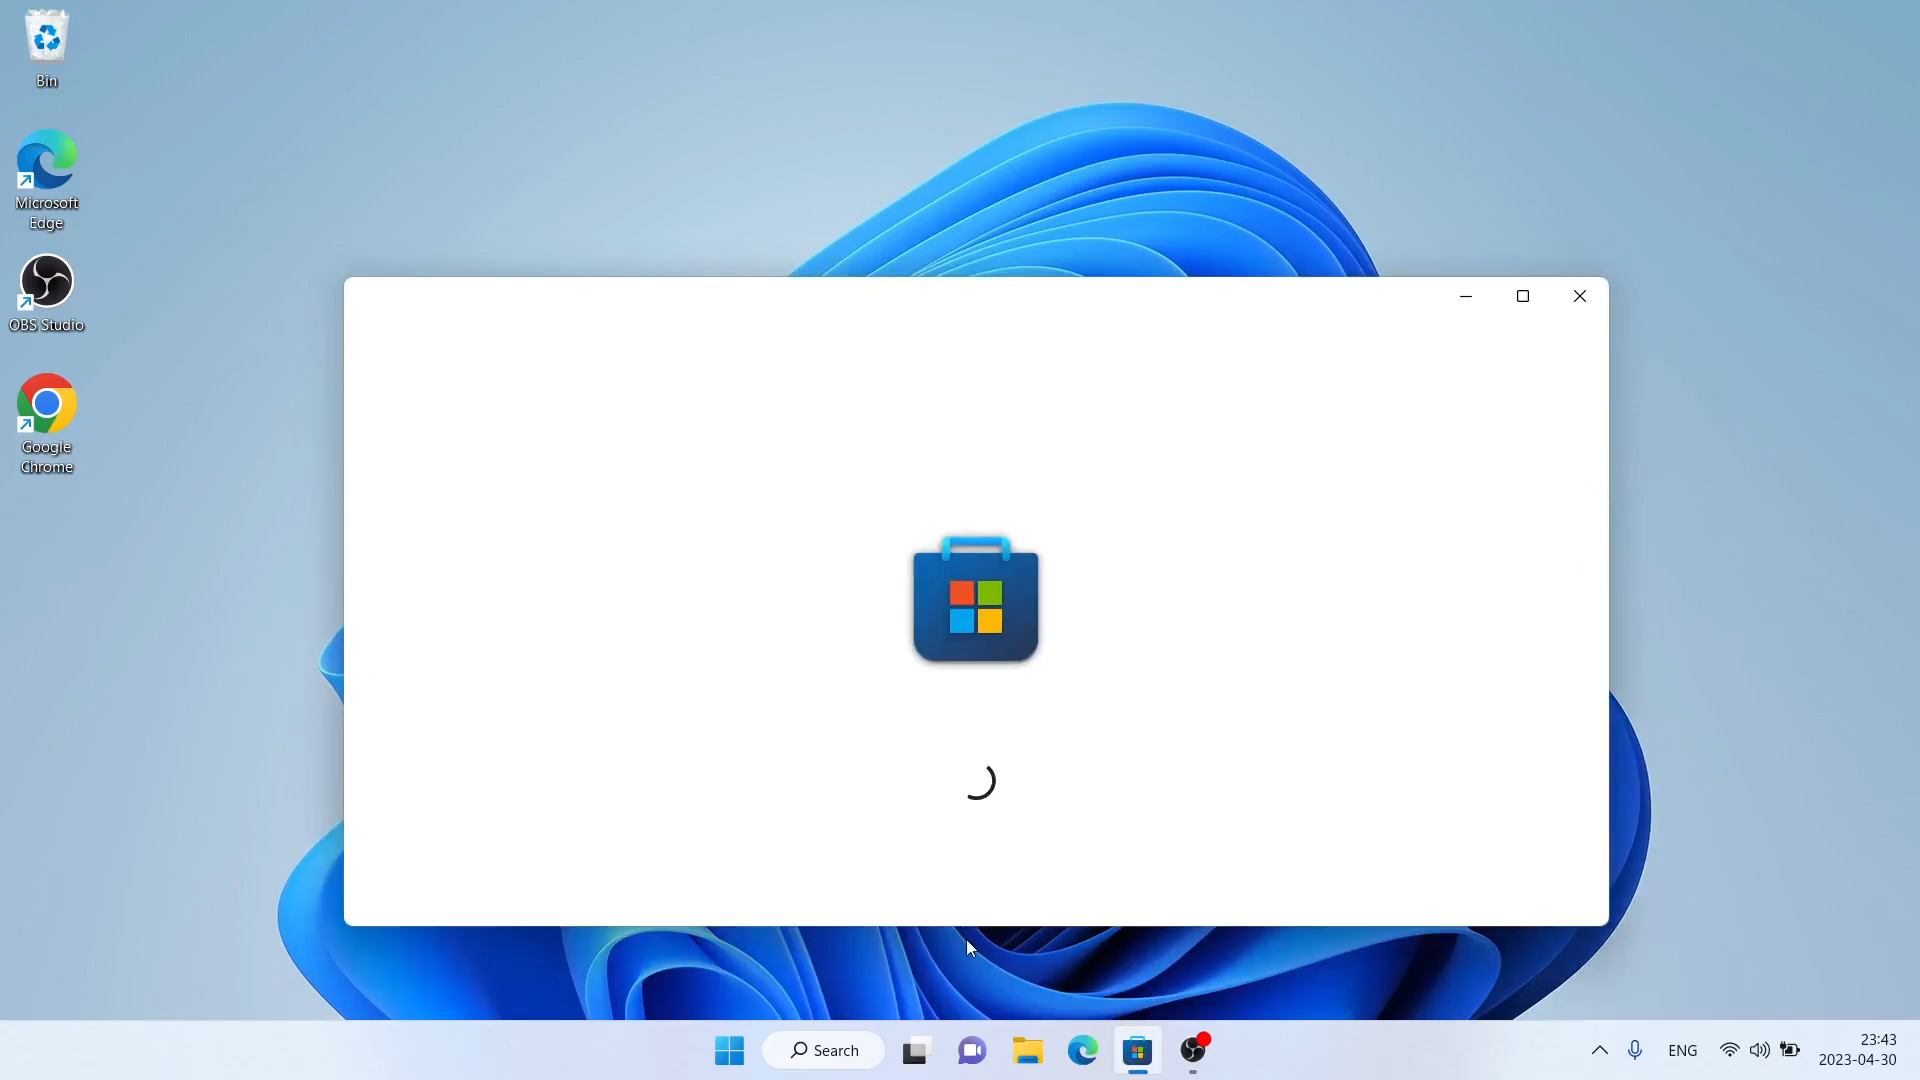 Bin
Microsoft
Edge
OBS Studio
Google
Chrome
Search
ENG
23:43
2023-04-30